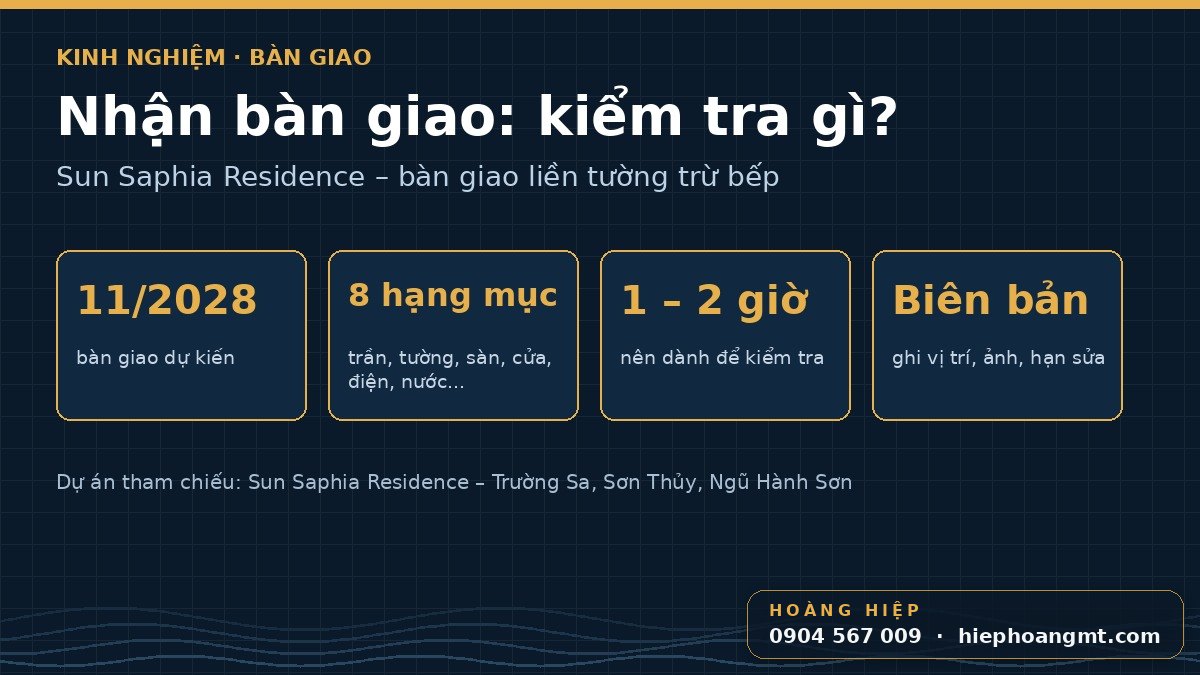 KINH NGHIỆM · BÀN GIAO
Nhận bàn giao: kiểm tra gì?
Sun Saphia Residence – bàn giao liền tường trừ bếp
11/2028
bàn giao dự kiến
8 hạng mục
trần, tường, sàn, cửa,
điện, nước...
1 – 2 giờ
nên dành để kiểm tra
Biên bản
ghi vị trí, ảnh, hạn sửa
Dự án tham chiếu: Sun Saphia Residence – Trường Sa, Sơn Thủy, Ngũ Hành Sơn
HOÀNG HIỆP
0904 567 009 · hiephoangmt.com